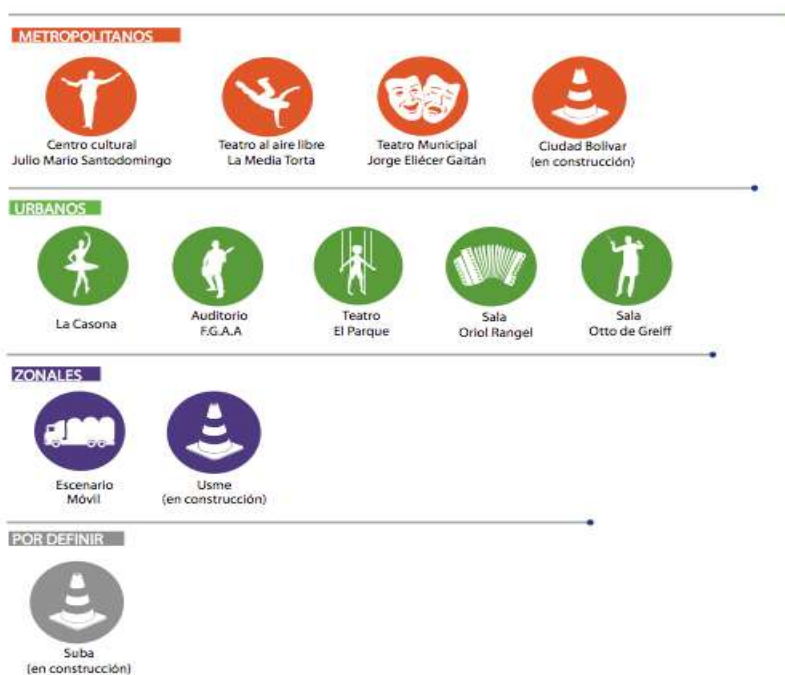 METROPOLITANOS
Centro cultural
Julio Mario Santodomingo
Teatro al aire libre
La Media Torta
Teatro Municipal
Jorge Eliécer Gaitán
Ciudad Bolívar
(en construcción)
URBANOS
La Casona
Auditorio
F.G.A.A
Teatro
El Parque
Sala
Oriol Rangel
Sala
Otto de Greiff
ZONALES
Escenario
Móvil
Usme
(en construcción)
POR DEFINIR
Suba
(en construcción)